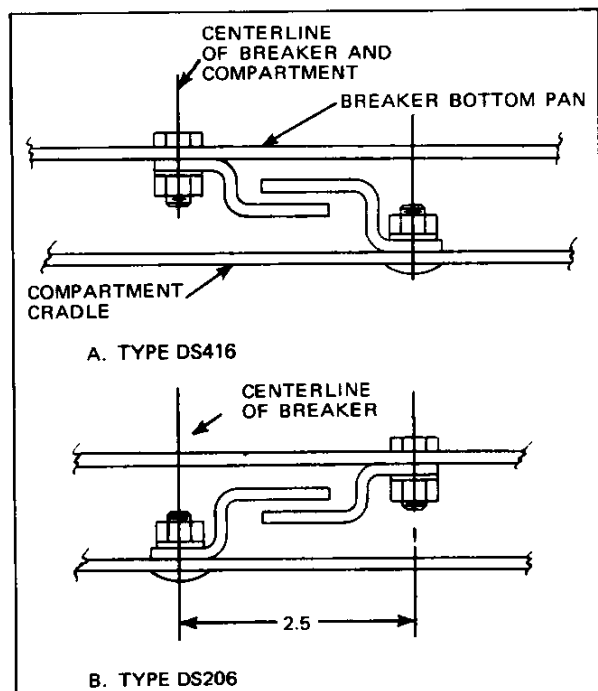 CENTERLINE
OF BREAKER AND
COMPARTMENT
BREAKER BOTTOM PAN
COMPARTMENT
CRADLE
A. TYPE DS416
CENTERLINE
OF BREAKER
2.5
B. TYPE DS206